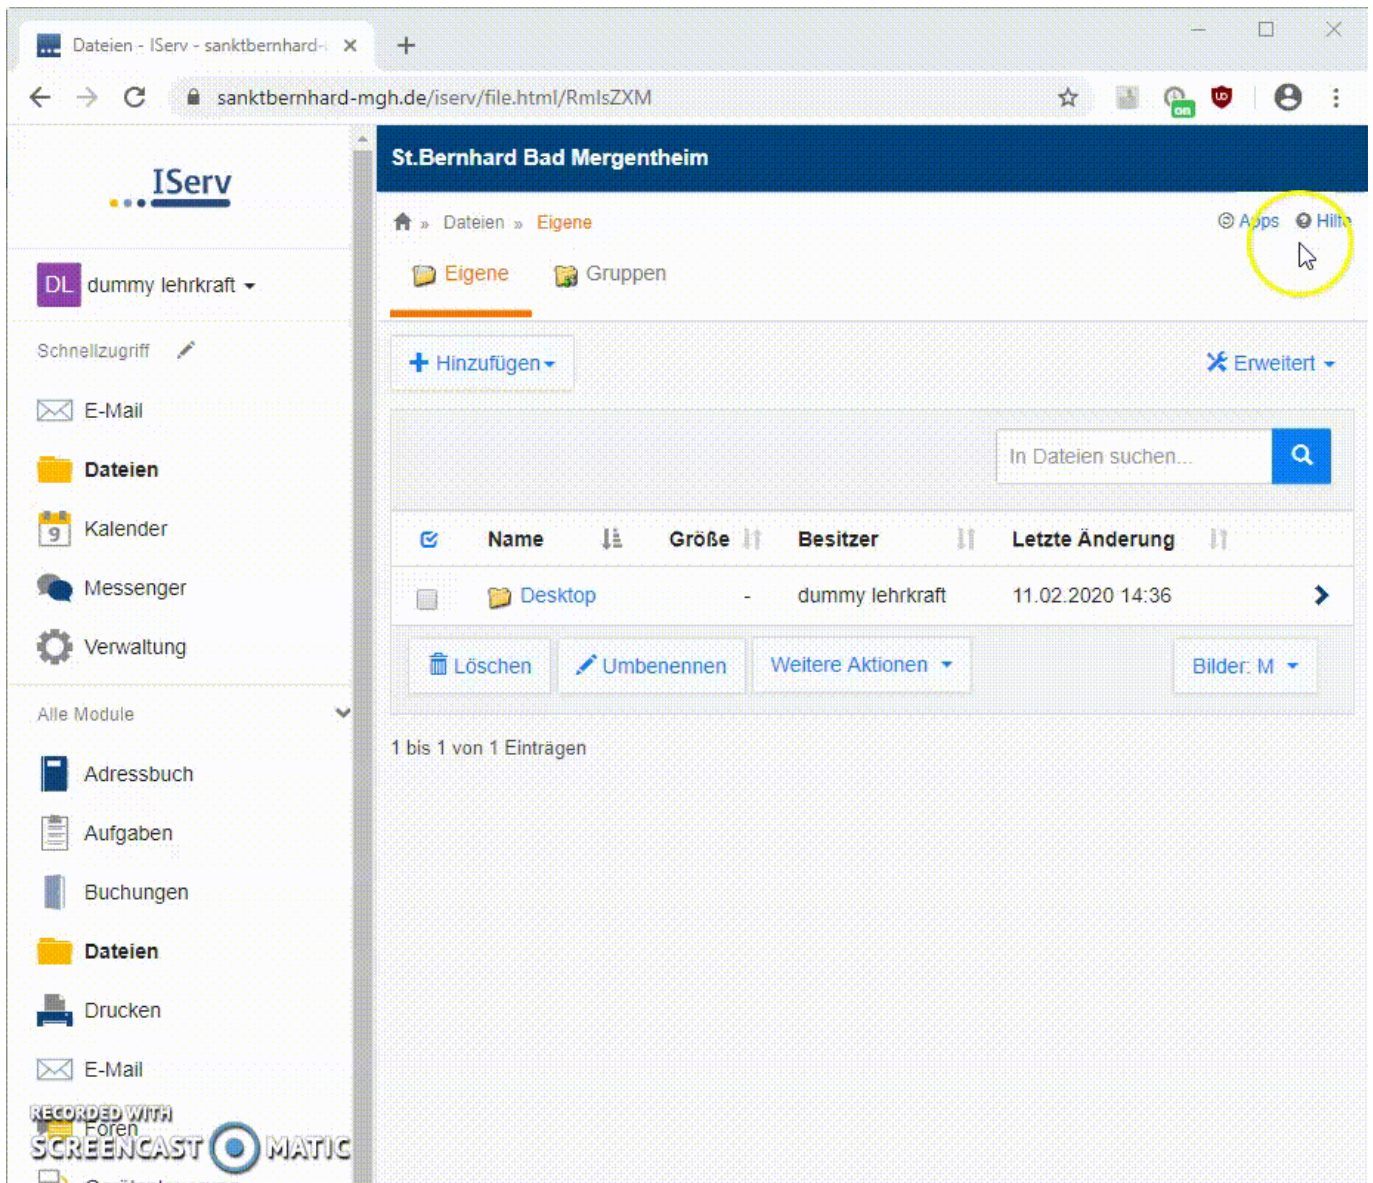 Dateien - IServ - sanktbernhard-
sanktbernhard-mgh.de/iserv/file.html/RmlsZXM
on
IServ
St.Bernhard Bad Mergentheim
» Dateien » Eigene
Apps Hilfe
Eigene Gruppen
DL dummy lehrkraft
Schnellzugriff
E-Mail
Dateien
9 Kalender
Messenger
Verwaltung
Alle Module
Adressbuch
Aufgaben
Buchungen
Dateien
Drucken
E-Mail
Foren
RECORDED WITH
SCREENCAST MATIC
Hinzufügen
Erweitert
In Dateien suchen...
Name Größe Besitzer Letzte Änderung
Desktop - dummy lehrkraft 11.02.2020 14:36
Löschen Umbenennen Weitere Aktionen Bilder: M
1 bis 1 von 1 Einträgen